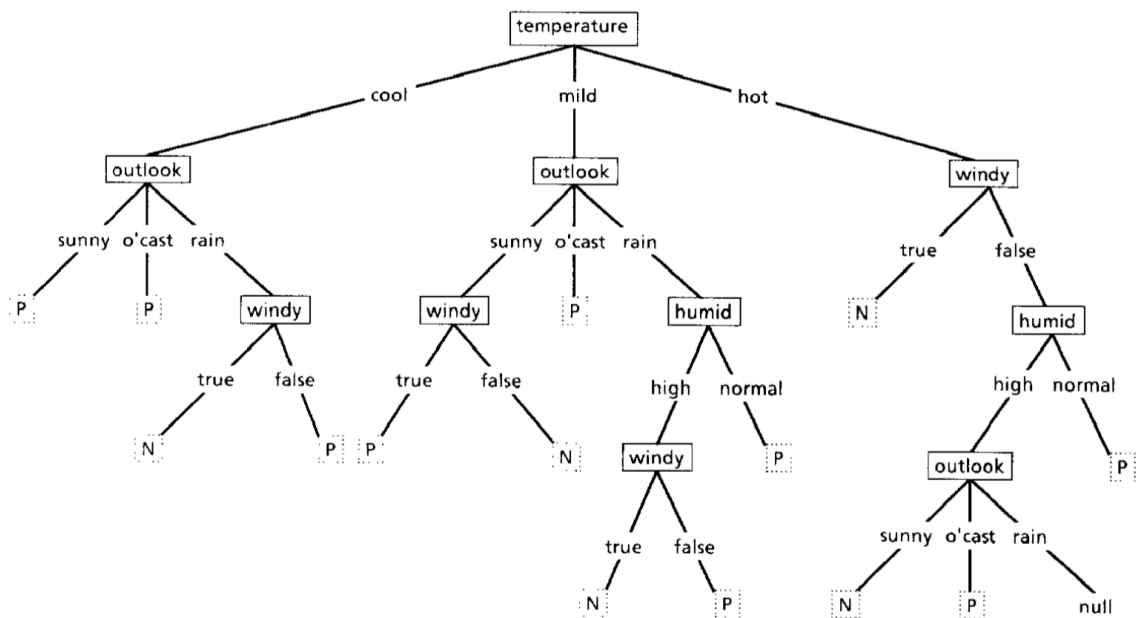 temperature
cool mild hot
outlook outlook windy
sunny o'cast rain sunny o'cast rain true false
P P windy windy P humid N humid
true false true false high normal high normal
N P P N windy P outlook P
true false sunny o'cast rain
N P N P null